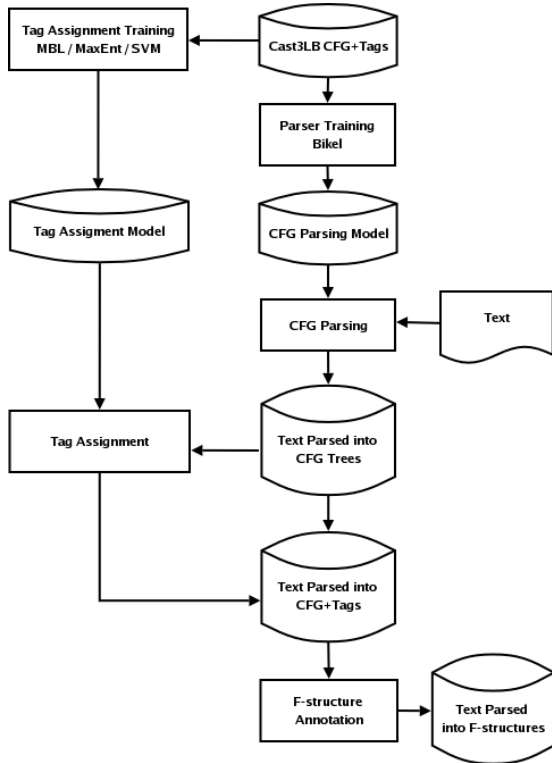 Tag Assignment Training
MBL / MaxEnt / SVM
Cast3LB CFG+Tags
Parser Training
Bikel
Tag Assigment Model
CFG Parsing Model
CFG Parsing
Text
Tag Assignment
Text Parsed into
CFG Trees
Text Parsed into
CFG+Tags
F-structure
Annotation
Text Parsed
into F-structures